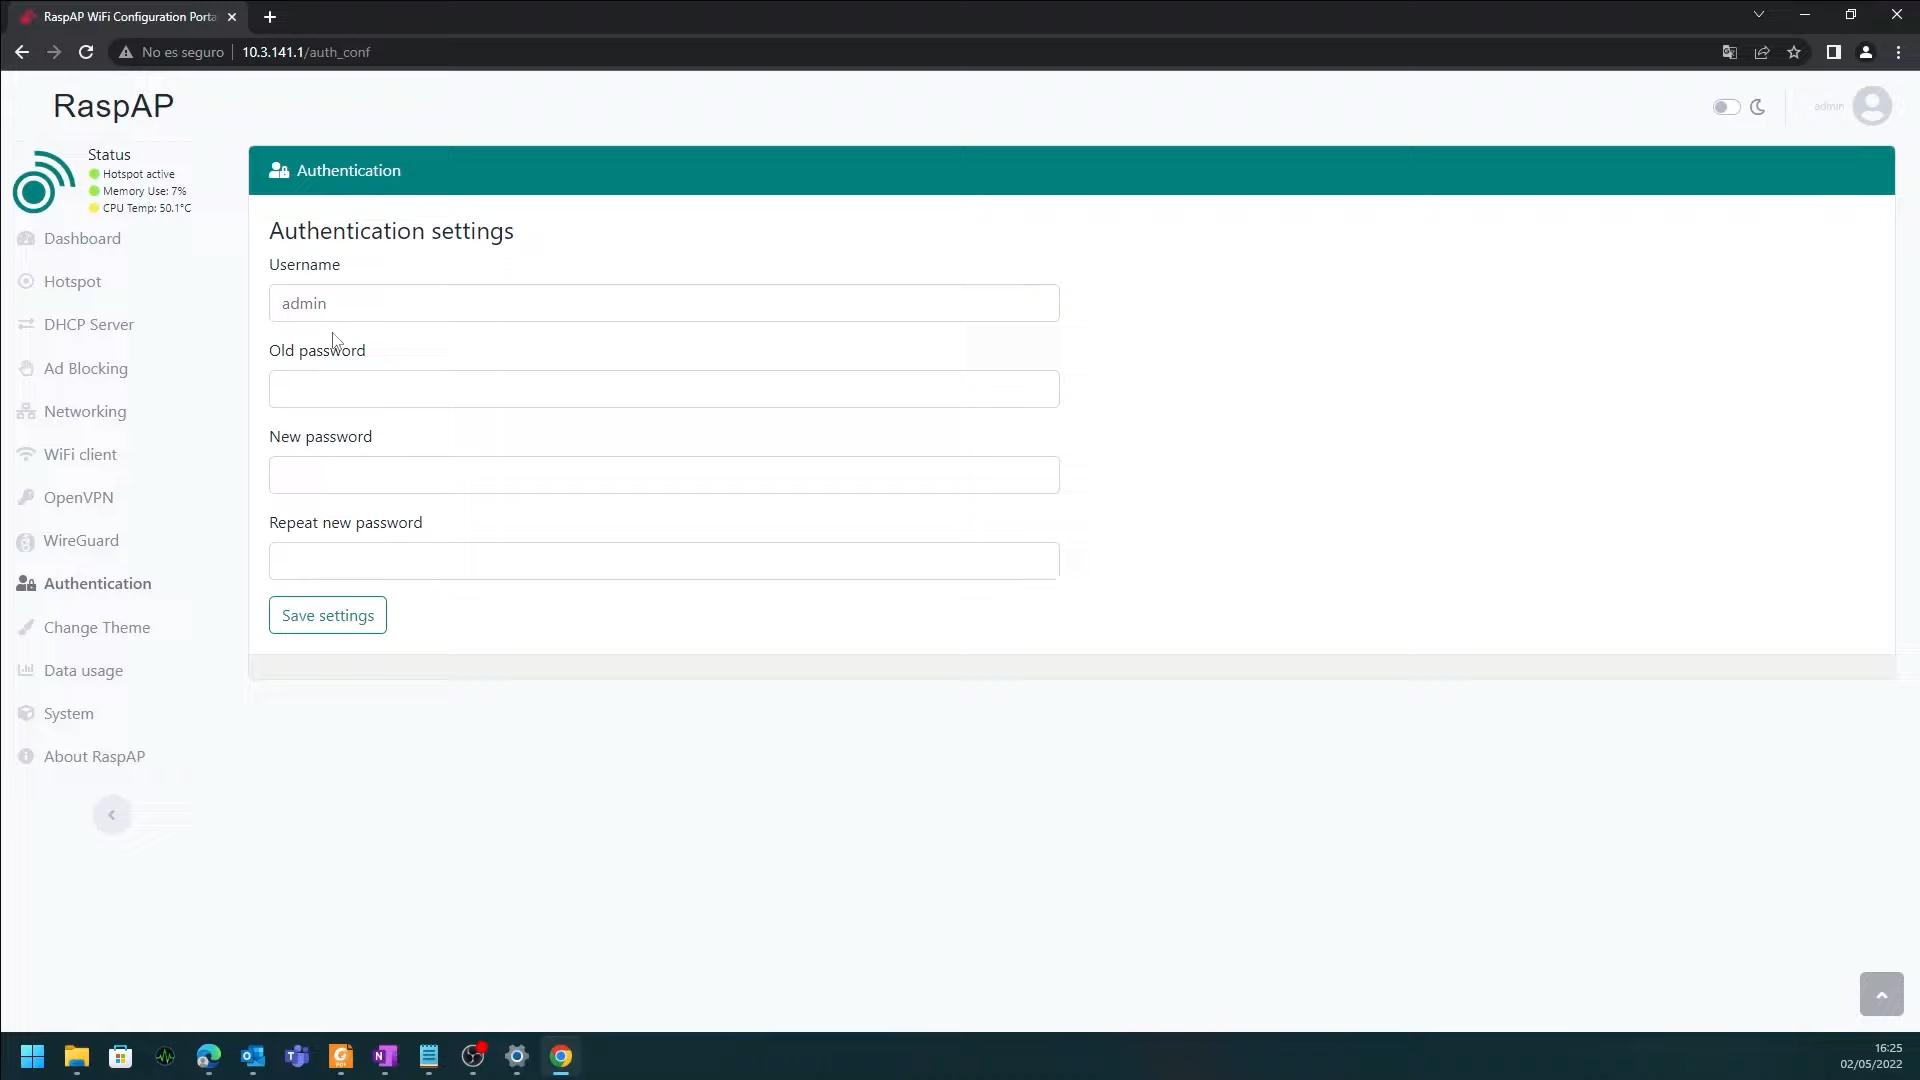 RaspAP WiFi Configuration Porta
No es seguro
10.3.141.1/auth_conf
RaspAP
admin
Status
Hotspot active
Memory Use: 7%
CPU Temp: 50.1°C
Dashboard
Hotspot
DHCP Server
Ad Blocking
Networking
WiFi client
OpenVPN
WireGuard
Authentication
Change Theme
Data usage
System
About RaspAP
Authentication
Authentication settings
Username
admin
Old password
New password
Repeat new password
Save settings
16:25
02/05/2022